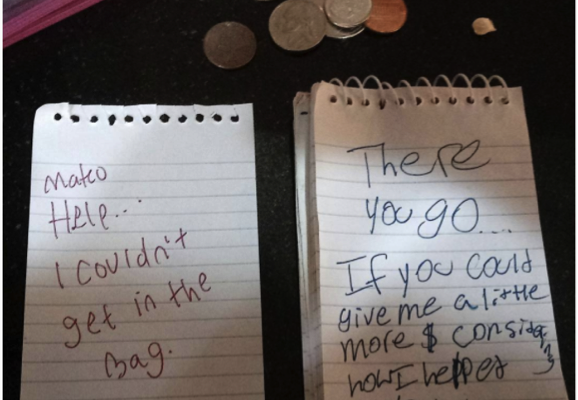 Mateo
Help...
I couldn't
get in the
Bag.
There
you go....
If you could
give me a little
more $ consid
how I helped